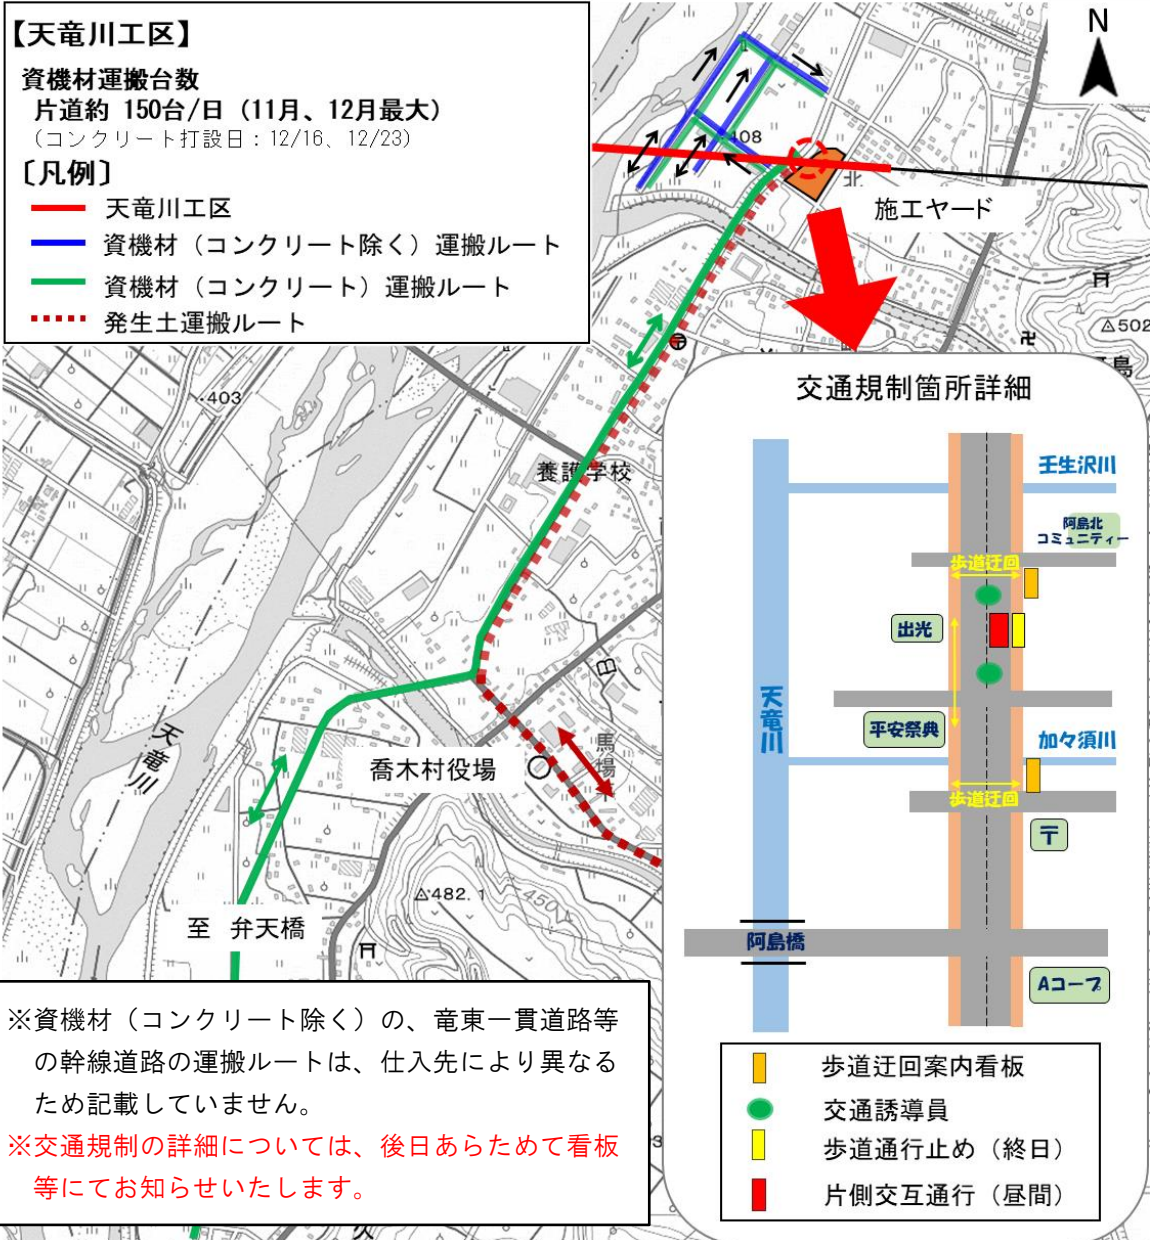 【天竜川工区】
資機材運搬台数
片道約 150台/日（11月、12月最大）
（コンクリート打設日：12/16、12/23）
〔凡例〕
天竜川工区
資機材（コンクリート除く）運搬ルート
資機材（コンクリート）運搬ルート
発生土運搬ルート
N
408
北
施工ヤード
△502
島
403
養護学校
天竜川
喬木村役場
馬場
△482.1
450
至 弁天橋
交通規制箇所詳細
壬生沢川
阿島北
コミュニティー
歩道迂回
出光
天竜川
平安祭典
加々須川
歩道迂回
〒
阿島橋
Aコープ
歩道迂回案内看板
交通誘導員
歩道通行止め（終日）
片側交互通行（昼間）
※資機材（コンクリート除く）の、竜東一貫道路等
の幹線道路の運搬ルートは、仕入先により異なる
ため記載していません。
※交通規制の詳細については、後日あらためて看板
等にてお知らせいたします。